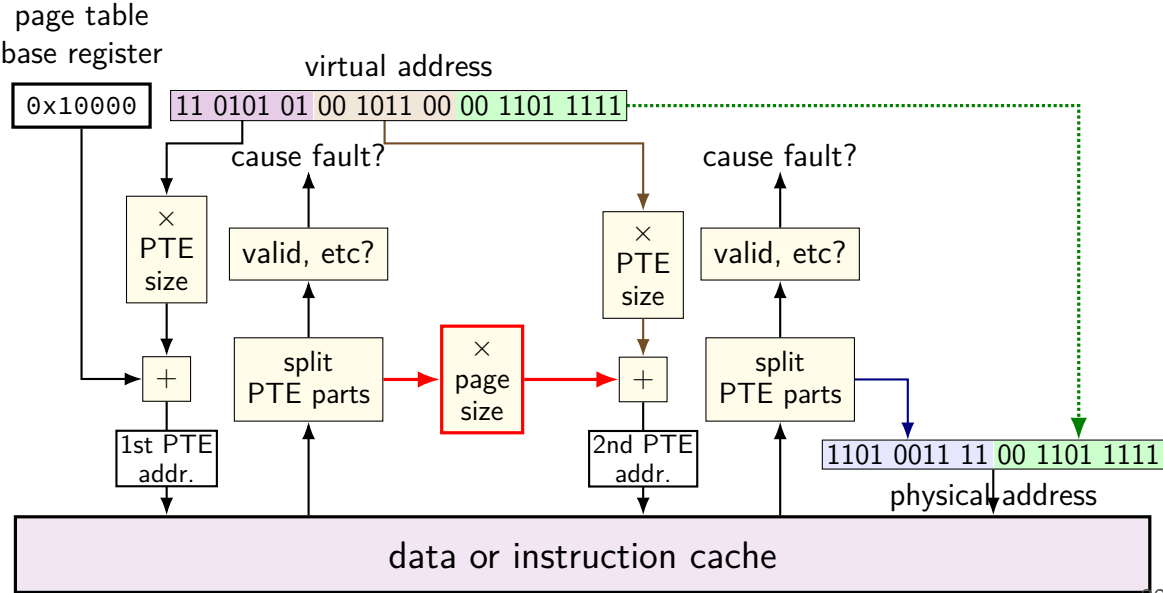 page table
base register
virtual address
0x10000
11 0101 01 00 1011 00 00 1101 1111
cause fault?
cause fault?
×
PTE
size
valid, etc?
×
PTE
size
valid, etc?
split
PTE parts
×
page
size
split
PTE parts
+
+
1st PTE
addr.
2nd PTE
addr.
1101 0011 11 00 1101 1111
physical address
data or instruction cache